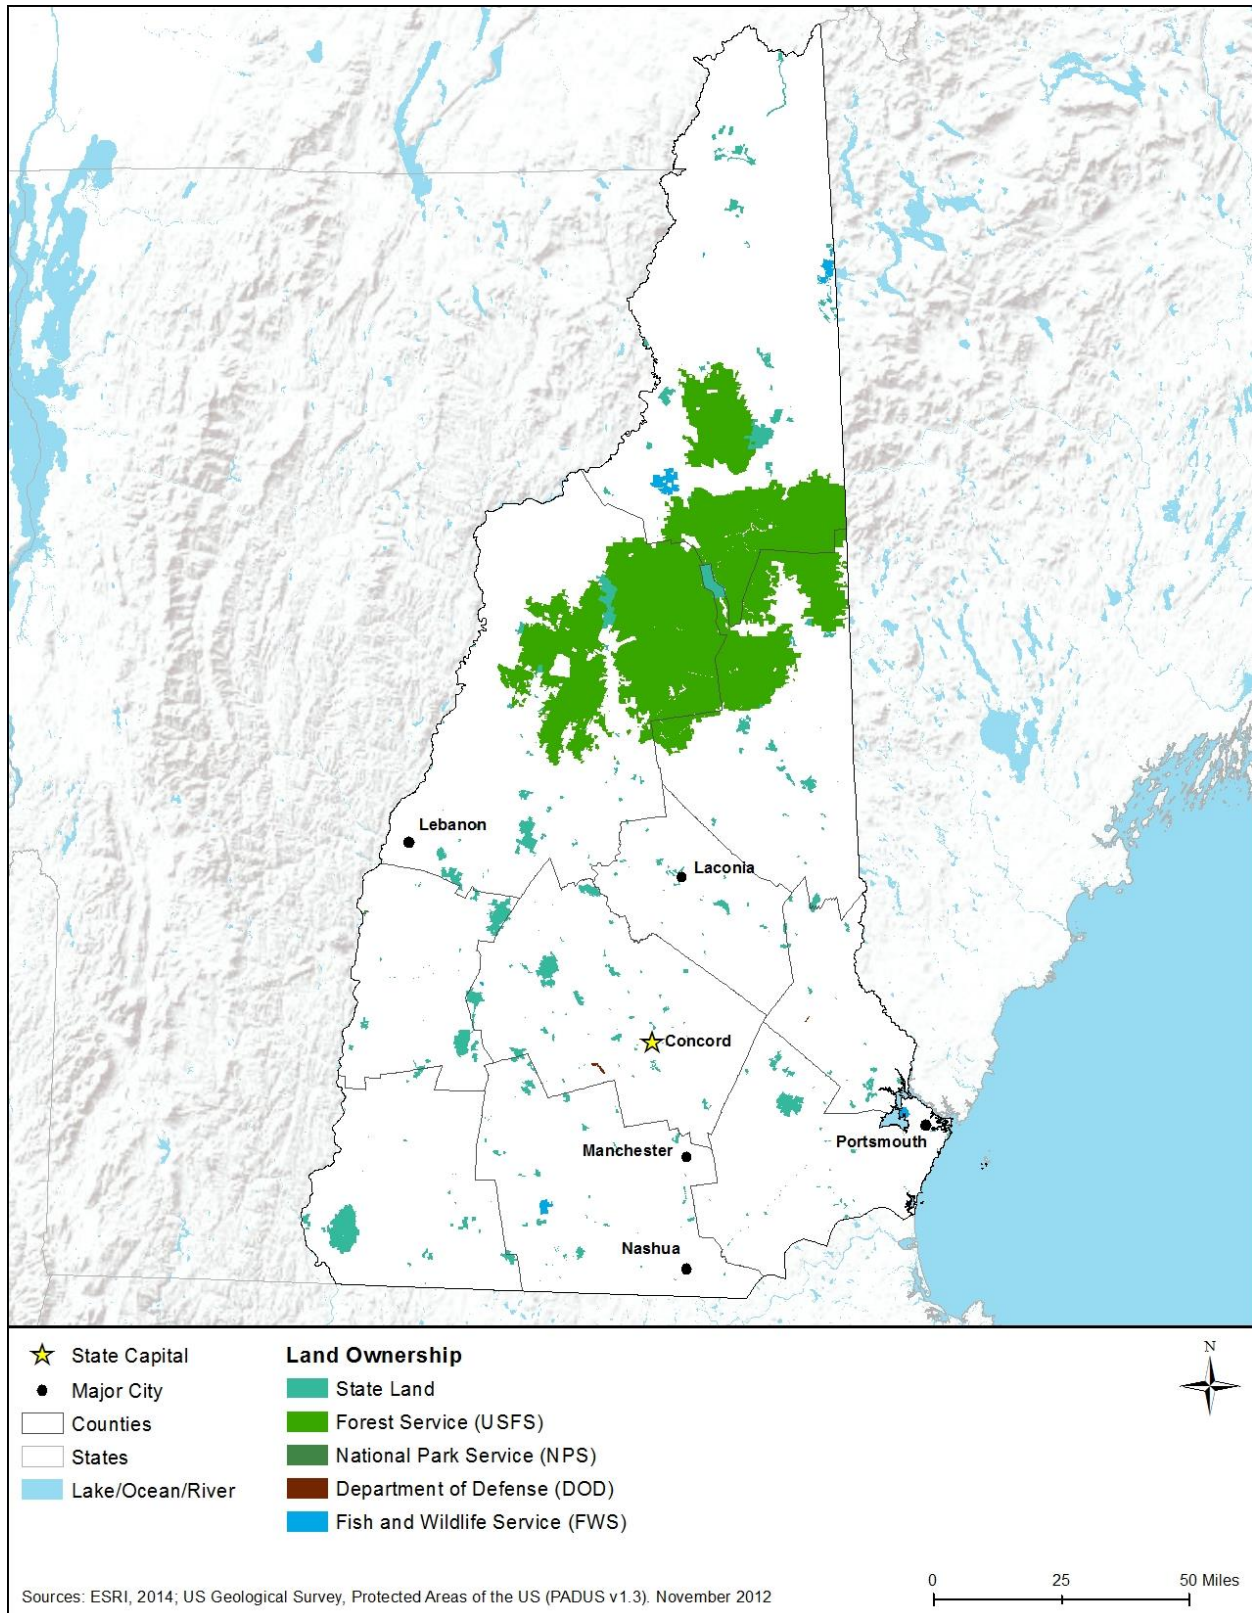 Lebanon
Laconia
Concord
Portsmouth
Manchester
Nashua
State Capital
Major City
Counties
States
Lake/Ocean/River
Land Ownership
State Land
Forest Service (USFS)
National Park Service (NPS)
Department of Defense (DOD)
Fish and Wildlife Service (FWS)
N
0 25 50 Miles
Sources: ESRI, 2014; US Geological Survey, Protected Areas of the US (PADUS v1.3). November 2012